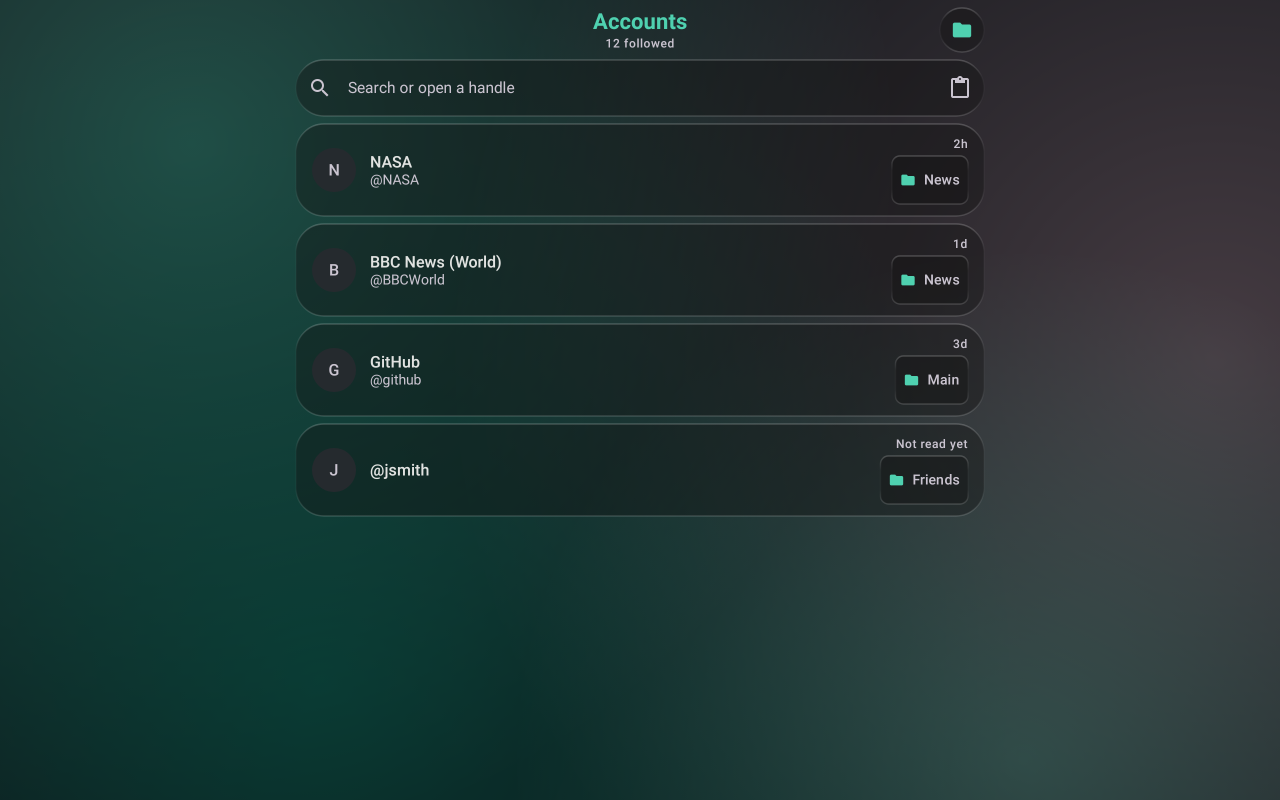 Accounts
12 followed
Search or open a handle
2h
N
NASA
@NASA
News
1d
B
BBC News (World)
@BBCWorld
News
3d
G
GitHub
@github
Main
Not read yet
J
@jsmith
Friends